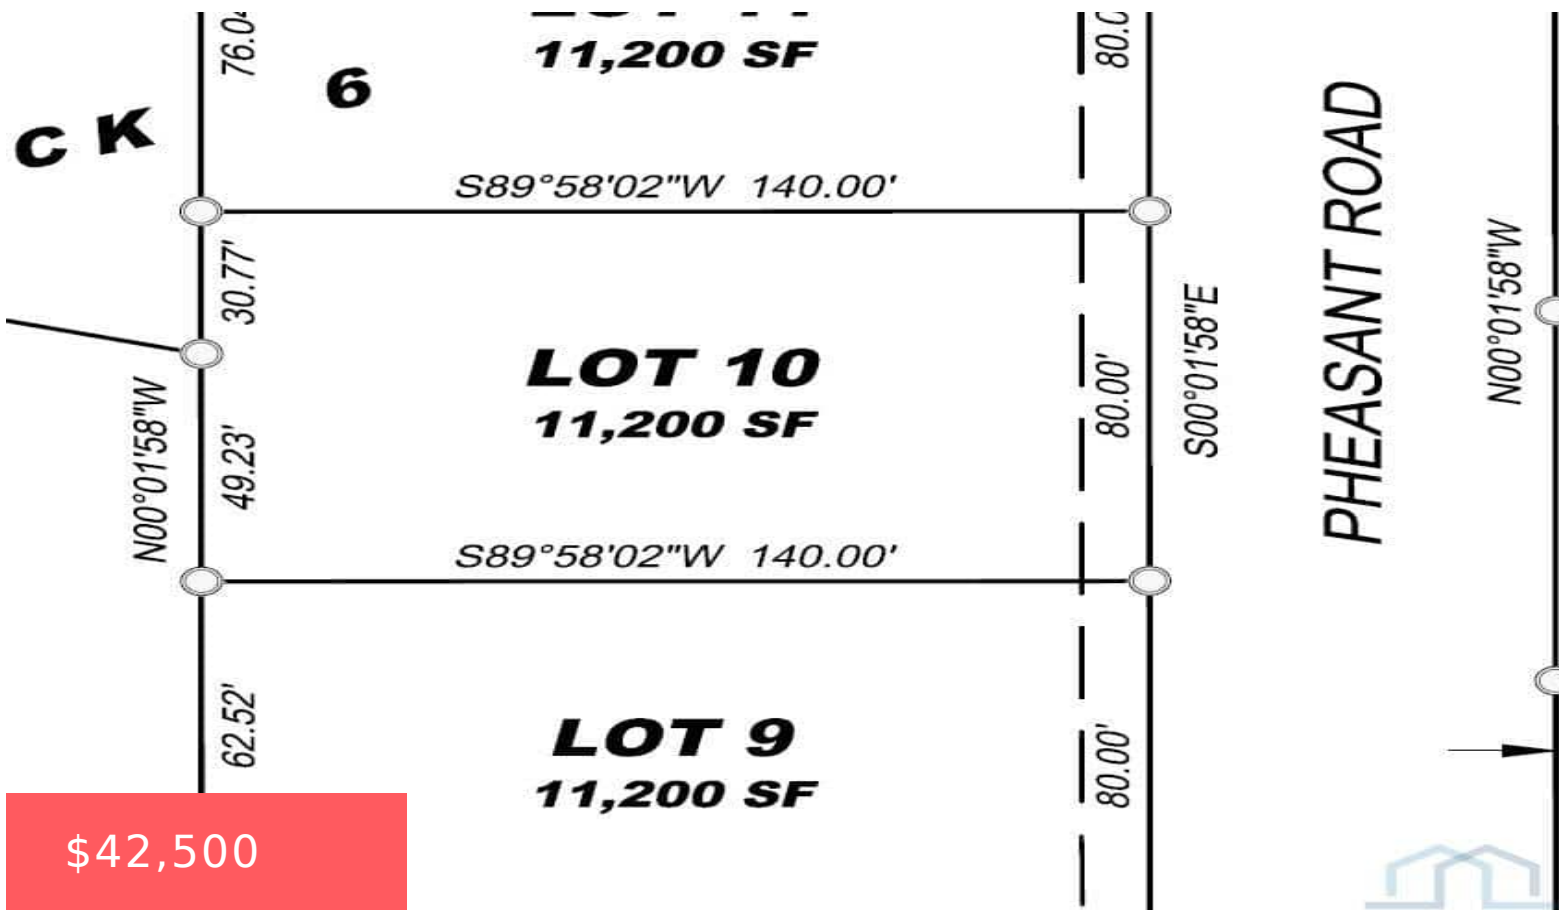 11,200 SF
76.04
80.0
6
CK
S89°58'02"W 140.00'
PHEASANT ROAD
30.77'
N00°01'58"W
S00°01'58"E
LOT 10
11,200 SF
80.00'
N00°01'58"W
49.23'
S89°58'02"W 140.00'
62.52'
LOT 9
11,200 SF
80.00'
$42,500